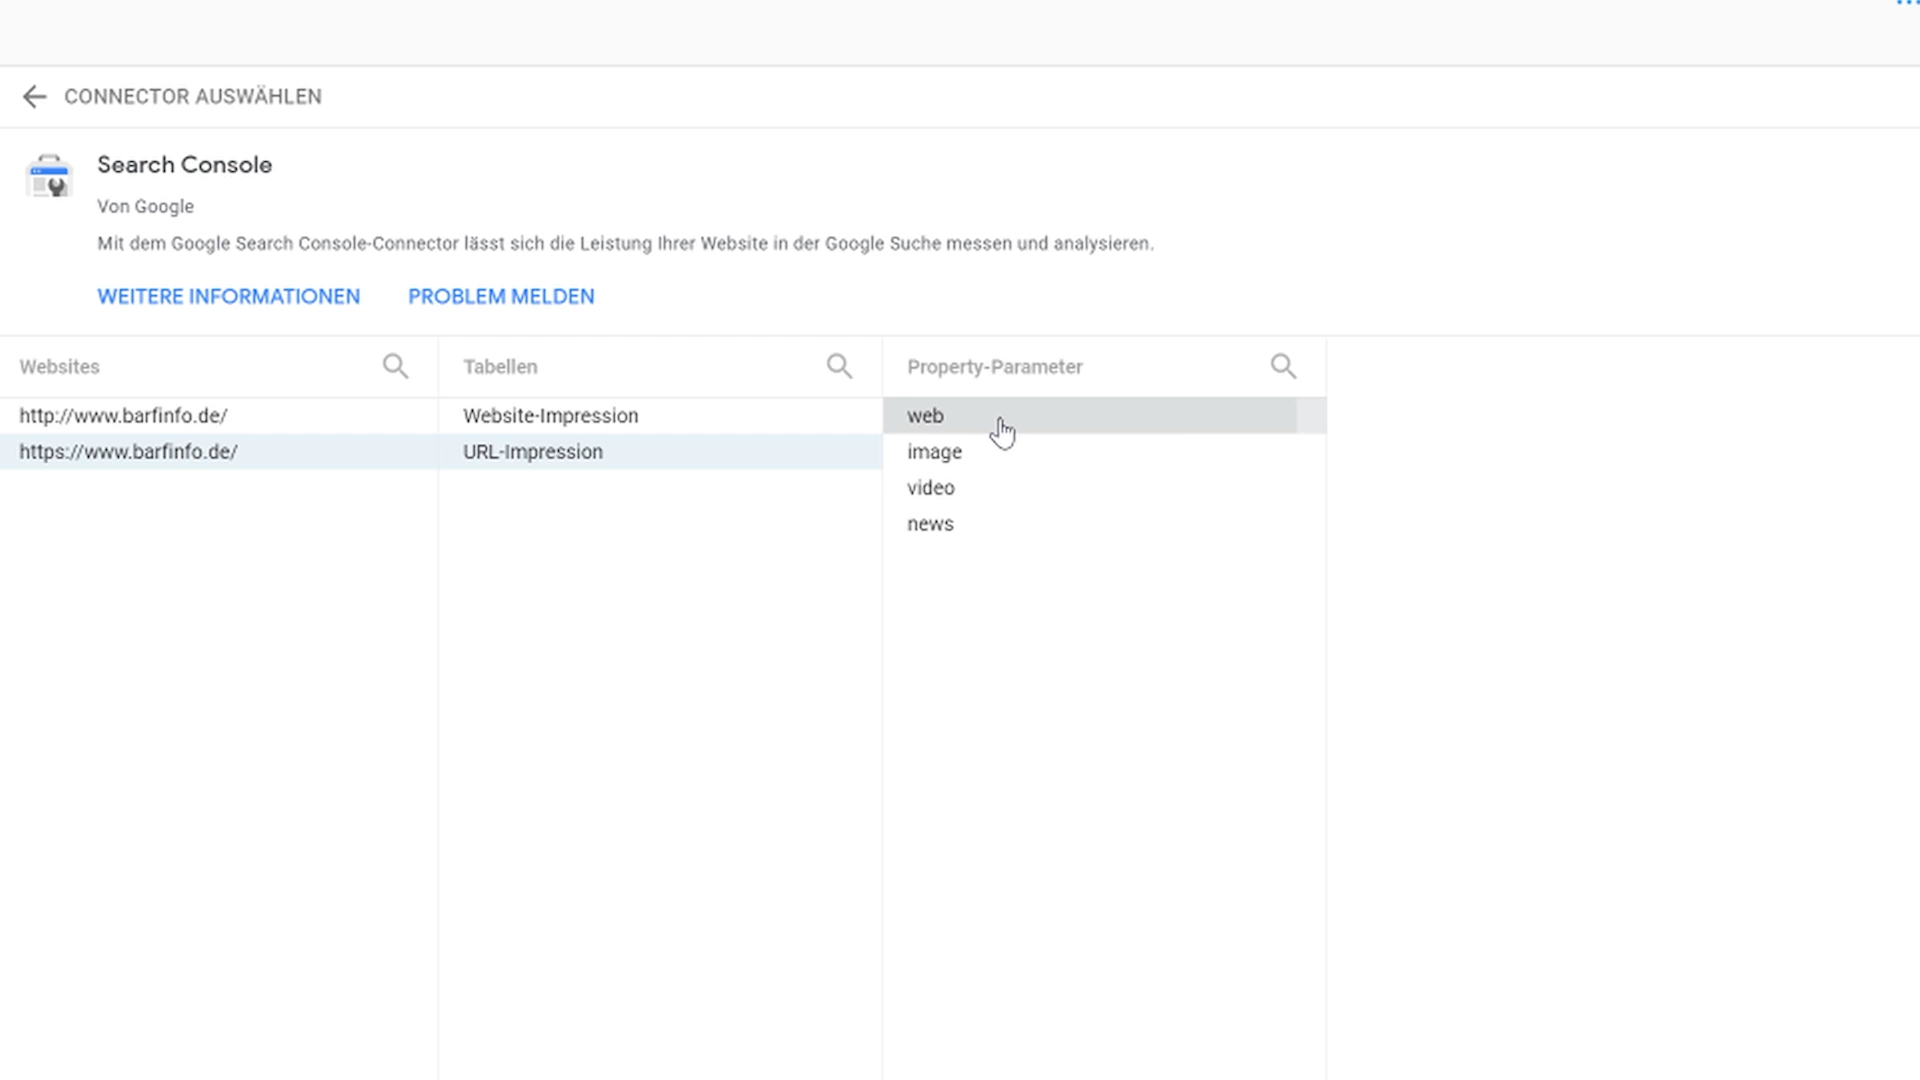 CONNECTOR AUSWÄHLEN
Search Console
Von Google
Mit dem Google Search Console-Connector lässt sich die Leistung Ihrer Website in der Google Suche messen und analysieren.
WEITERE INFORMATIONEN PROBLEM MELDEN
Websites Tabellen Property-Parameter
http://www.barfinfo.de/ Website-Impression web
https://www.barfinfo.de/ URL-Impression image
video
news